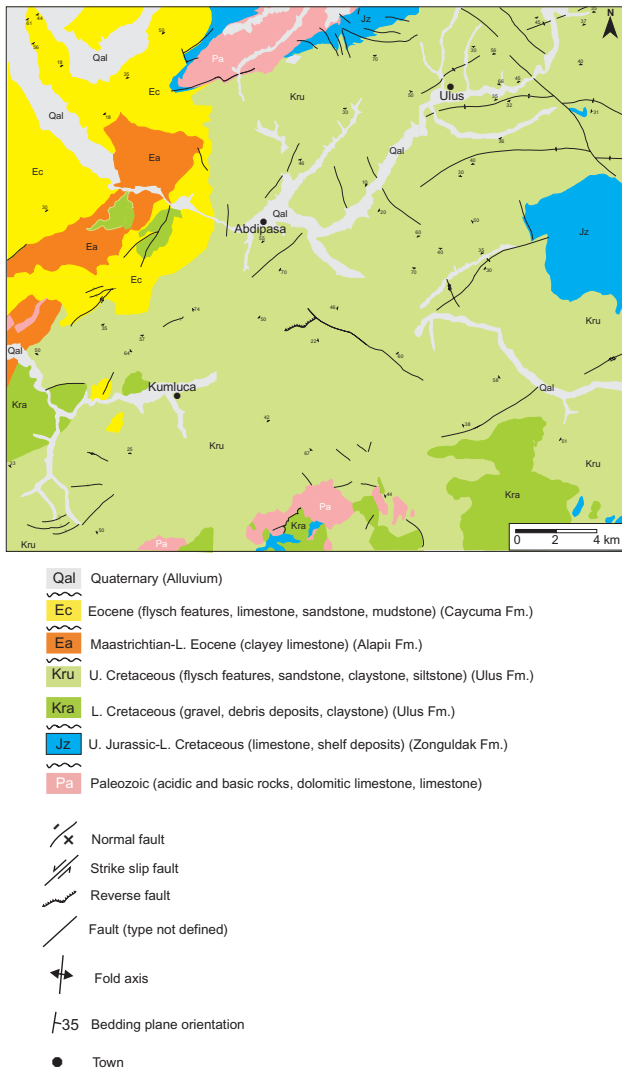 N
Jz
Pa
Ec
Kru
Ulus
Qal
Qal
Qal
Ea
Ec
Qal
Abdipasa
Ea
Jz
Ec
Kru
Qal
Qal
Kra
Kumluca
Kru
Kru
Pa
Kra
Kra
Kru
Pa
0 2 4 km
Qal Quaternary (Alluvium)
Ec Eocene (flysch features, limestone, sandstone, mudstone) (Caycuma Fm.)
Ea Maastrichtian-L. Eocene (clayey limestone) (Alapiı Fm.)
Kru U. Cretaceous (flysch features, sandstone, claystone, siltstone) (Ulus Fm.)
Kra L. Cretaceous (gravel, debris deposits, claystone) (Ulus Fm.)
Jz U. Jurassic-L. Cretaceous (limestone, shelf deposits) (Zonguldak Fm.)
Pa Paleozoic (acidic and basic rocks, dolomitic limestone, limestone)
Normal fault
Strike slip fault
Reverse fault
Fault (type not defined)
Fold axis
35 Bedding plane orientation
Town